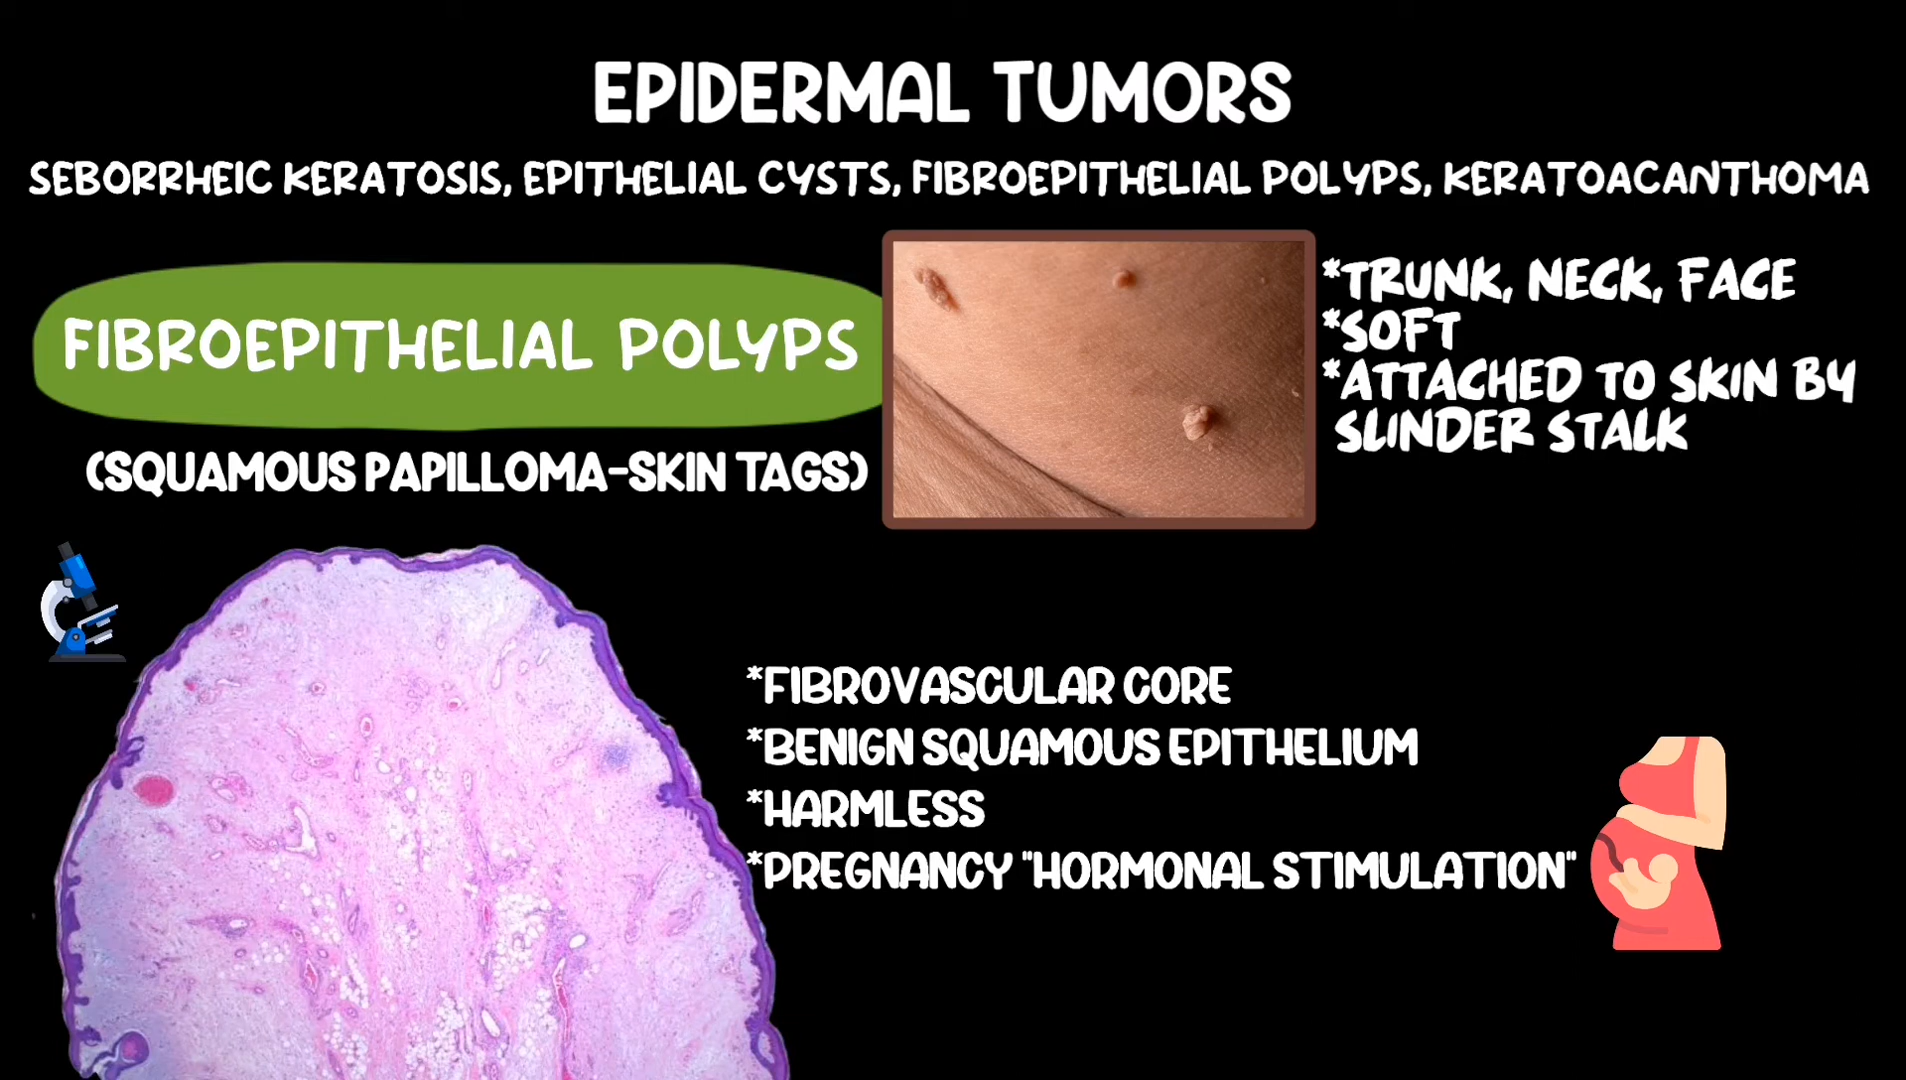 EPIDERMAL TUMORS
SEBORRHEIC KERATOSIS, EPITHELIAL CYSTS, FIBROEPITHELIAL POLYPS, KERATOACANTHOMA
FIBROEPITHELIAL POLYPS
(SQUAMOUS PAPILLOMA-SKIN TAGS)
*TRUNK, NECK, FACE
*SOFT
*ATTACHED TO SKIN BY
SLINDER STALK
*FIBROVASCULAR CORE
*BENIGN SQUAMOUS EPITHELIUM
*HARMLESS
*PREGNANCY "HORMONAL STIMULATION"